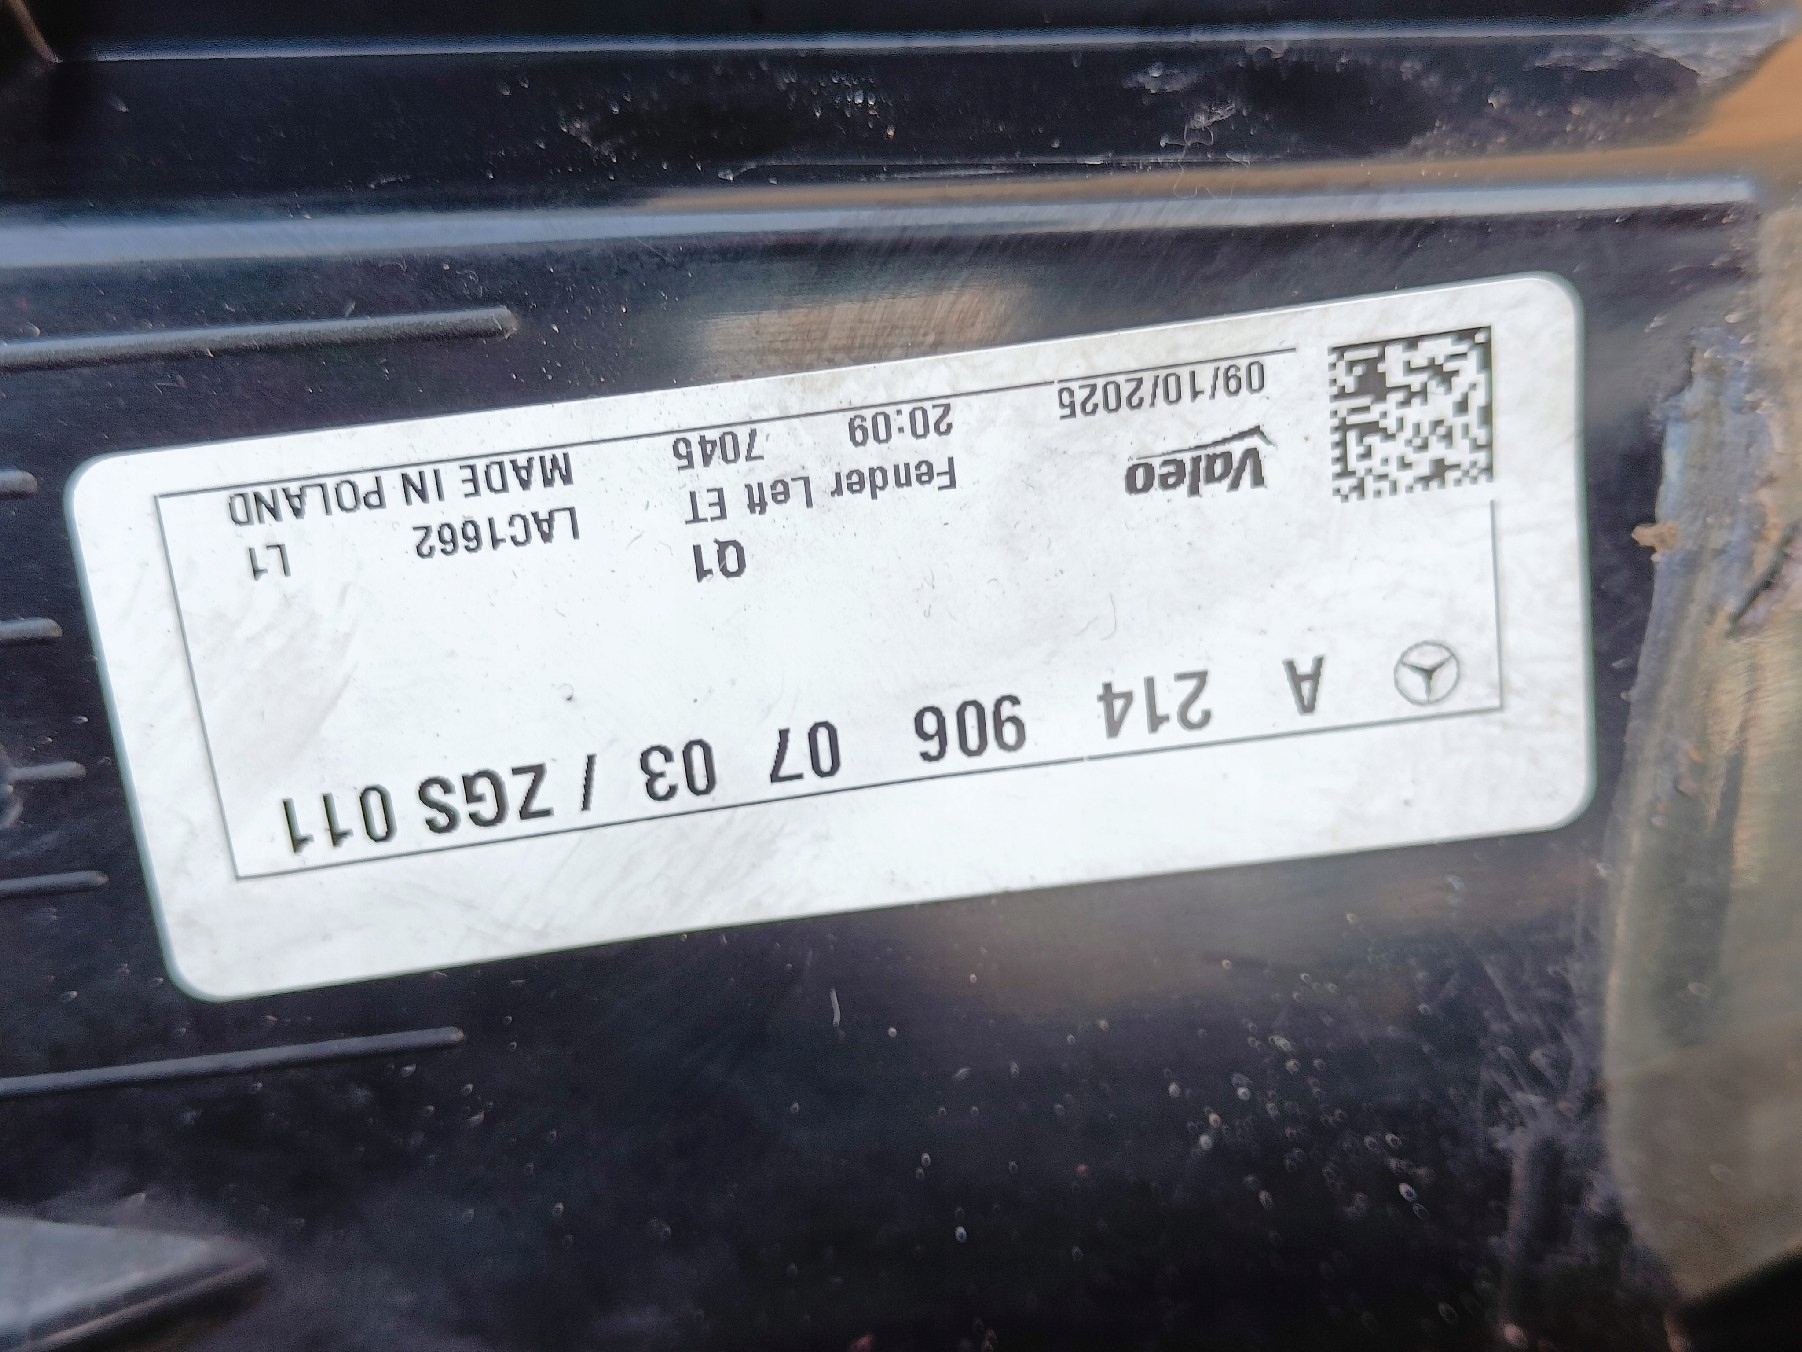 A 214 906 07 03 / ZGS 011
Q1 LAC1662 L1
Valeo Fender Left ET MADE IN POLAND
09/10/2025 20:09 7045